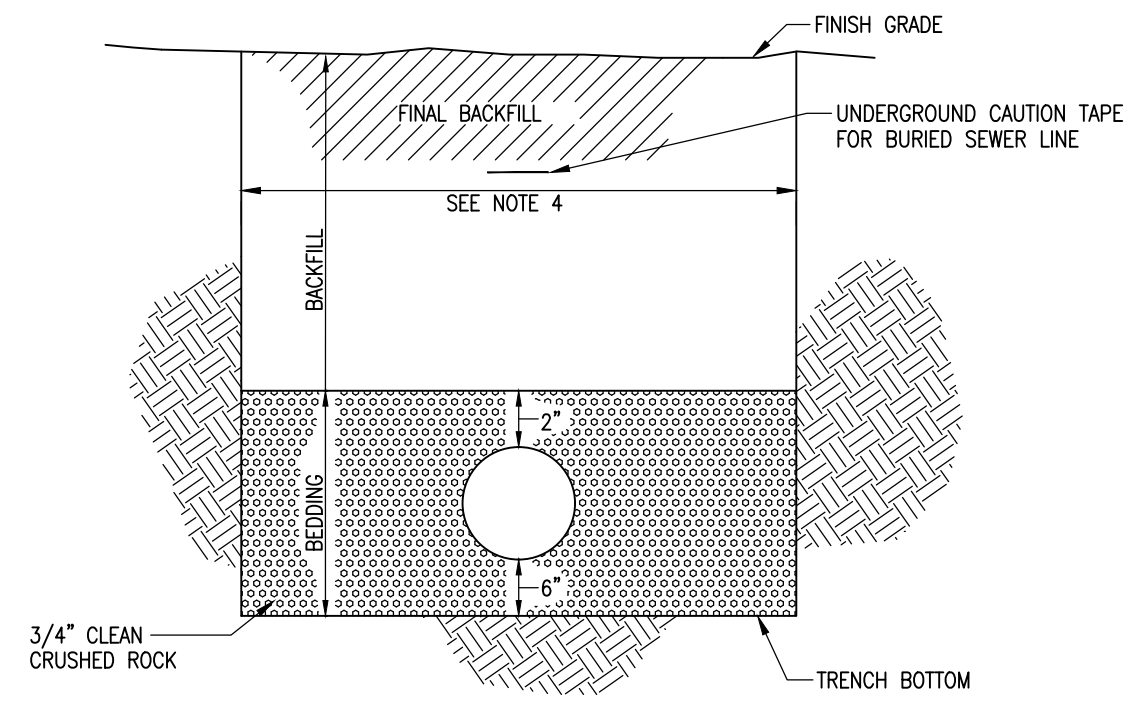 FINISH GRADE
FINAL BACKFILL
UNDERGROUND CAUTION TAPE
FOR BURIED SEWER LINE
SEE NOTE 4
BACKFILL
2"
BEDDING
6"
3/4" CLEAN
CRUSHED ROCK
TRENCH BOTTOM